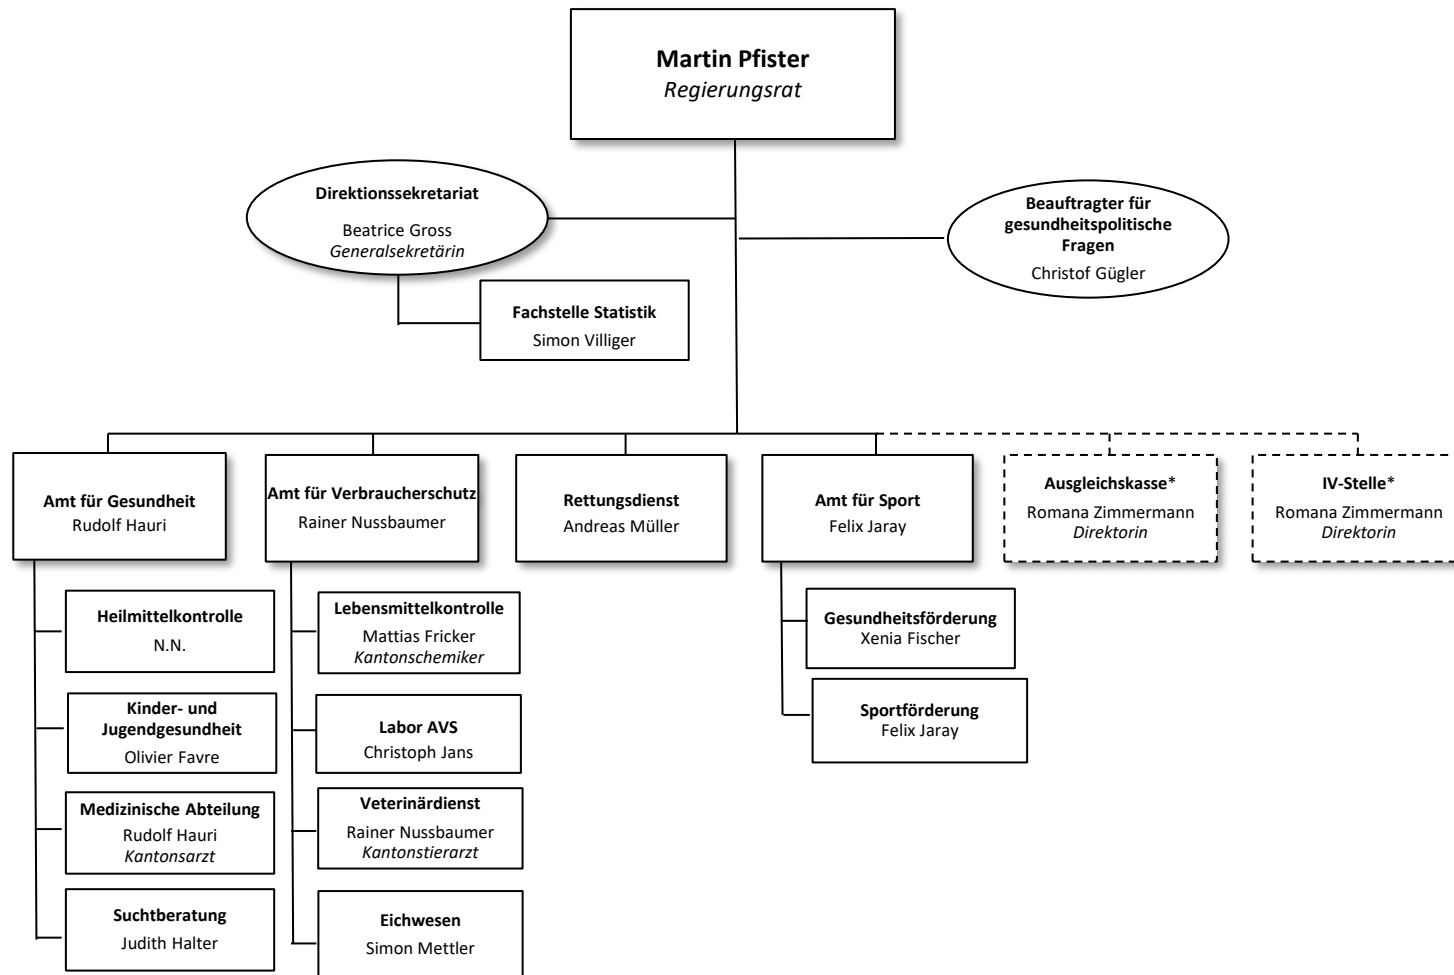 Martin Pfister
Regierungsrat
Direktionssekretariat
Beatrice Gross
Generalsekretärin
Beauftragter für
gesundheitspolitische
Fragen
Christof Gügler
Fachstelle Statistik
Simon Villiger
Amt für Gesundheit
Rudolf Hauri
Amt für Verbraucherschutz
Rainer Nussbaumer
Rettungsdienst
Andreas Müller
Amt für Sport
Felix Jaray
Ausgleichskasse*
Romana Zimmermann
Direktorin
IV-Stelle*
Romana Zimmermann
Direktorin
Heilmittelkontrolle
N.N.
Kinder- und
Jugendgesundheit
Olivier Favre
Medizinische Abteilung
Rudolf Hauri
Kantonsarzt
Suchtberatung
Judith Halter
Lebensmittelkontrolle
Mattias Fricker
Kantonschemiker
Labor AVS
Christoph Jans
Veterinärdienst
Rainer Nussbaumer
Kantonstierarzt
Eichwesen
Simon Mettler
Gesundheitsförderung
Xenia Fischer
Sportförderung
Felix Jaray